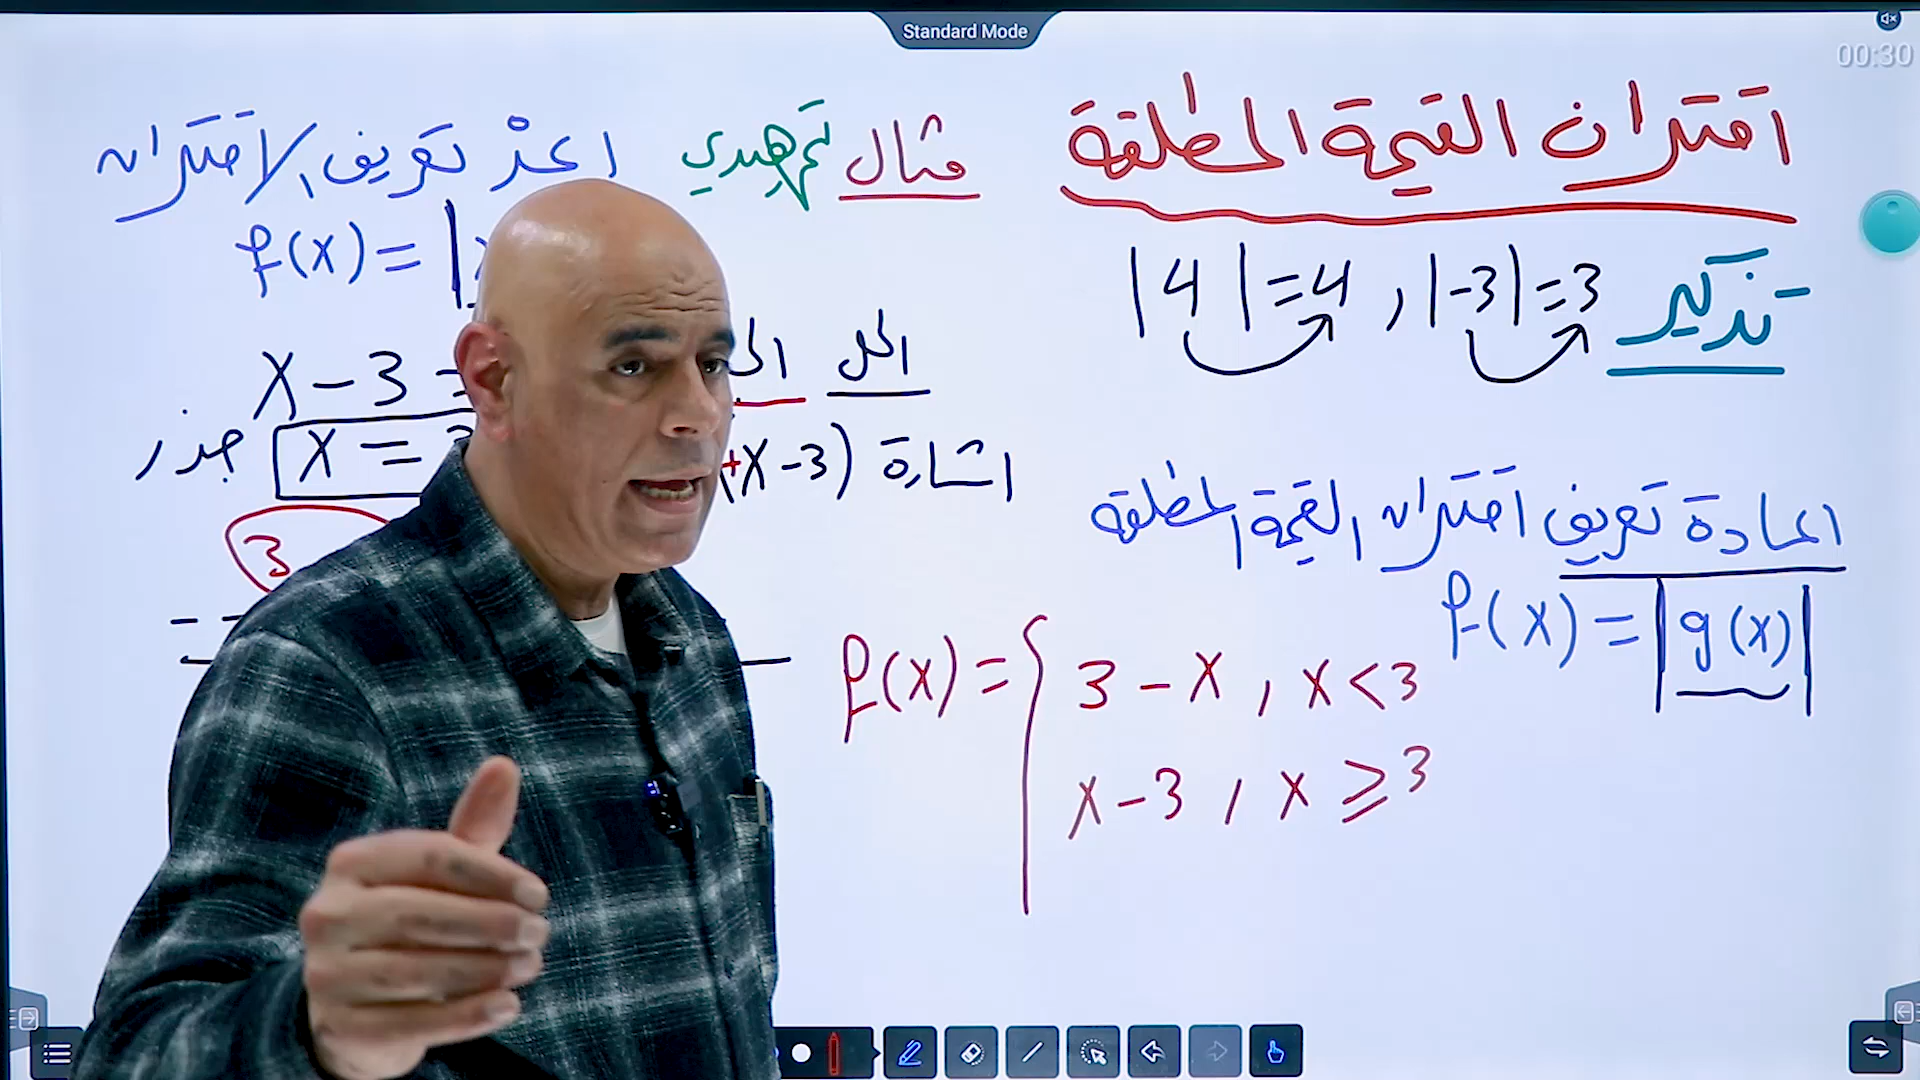 Standard Mode
00:30
اقتران القيمة المطلقة
تذكير |4|=4 , |-3|=3
اعادة تعريف اقتران القيمة المطلقة
f(x)=|g(x)|
مثال تمهيدي اعد تعريف الاقتران
f(x)=|
الحل
x-3=
x=
جذر
اشارة (+x-3)
3
f(x)={
3-x , x<3
x-3 , x≥3